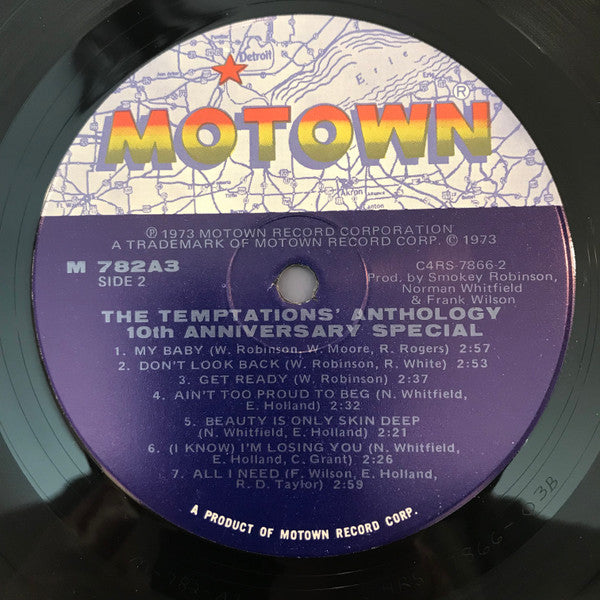 Detroit
Erie
MOTOWN®
Akron
Canton
℗ 1973 MOTOWN RECORD CORPORATION
A TRADEMARK OF MOTOWN RECORD CORP. © 1973
M 782A3
SIDE 2
C4RS-7866-2
Prod. by Smokey Robinson,
Norman Whitfield
& Frank Wilson
THE TEMPTATIONS' ANTHOLOGY
10th ANNIVERSARY SPECIAL
1. MY BABY (W. Robinson, W. Moore, R. Rogers) 2:57
2. DON'T LOOK BACK (W. Robinson, R. White) 2:53
3. GET READY (W. Robinson) 2:37
4. AIN'T TOO PROUD TO BEG (N. Whitfield,
E. Holland) 2:32
5. BEAUTY IS ONLY SKIN DEEP
(N. Whitfield, E. Holland) 2:21
6. (I KNOW) I'M LOSING YOU (N. Whitfield,
E. Holland, C. Grant) 2:26
7. ALL I NEED (F. Wilson, E. Holland,
R. D. Taylor) 2:59
A PRODUCT OF MOTOWN RECORD CORP.